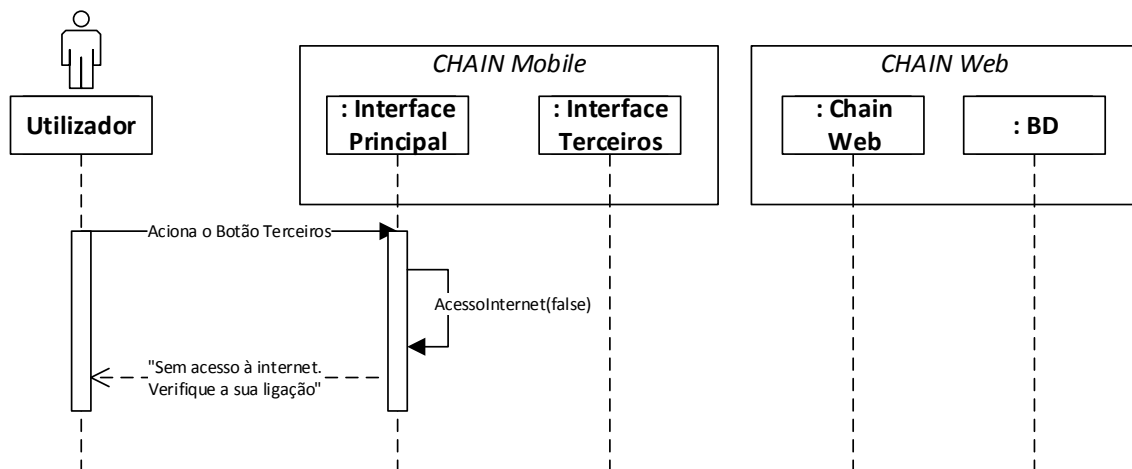 CHAIN Mobile
CHAIN Web
Utilizador
: Interface
Principal
: Interface
Terceiros
: Chain
Web
: BD
Aciona o Botão Terceiros
AcessoInternet(false)
"Sem acesso à internet.
Verifique a sua ligação"